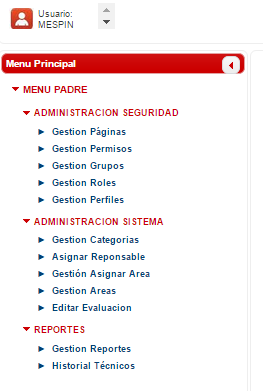 Usuario:
MESPIN
Menu Principal
MENU PADRE
ADMINISTRACION SEGURIDAD
Gestion Páginas
Gestion Permisos
Gestion Grupos
Gestion Roles
Gestion Perfiles
ADMINISTRACION SISTEMA
Gestion Categorias
Asignar Reponsable
Gestión Asignar Area
Gestion Areas
Editar Evaluacion
REPORTES
Gestion Reportes
Historial Técnicos